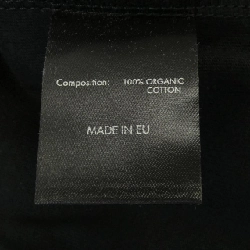 Composition: 100% ORGANIC
COTTON
MADE IN EU